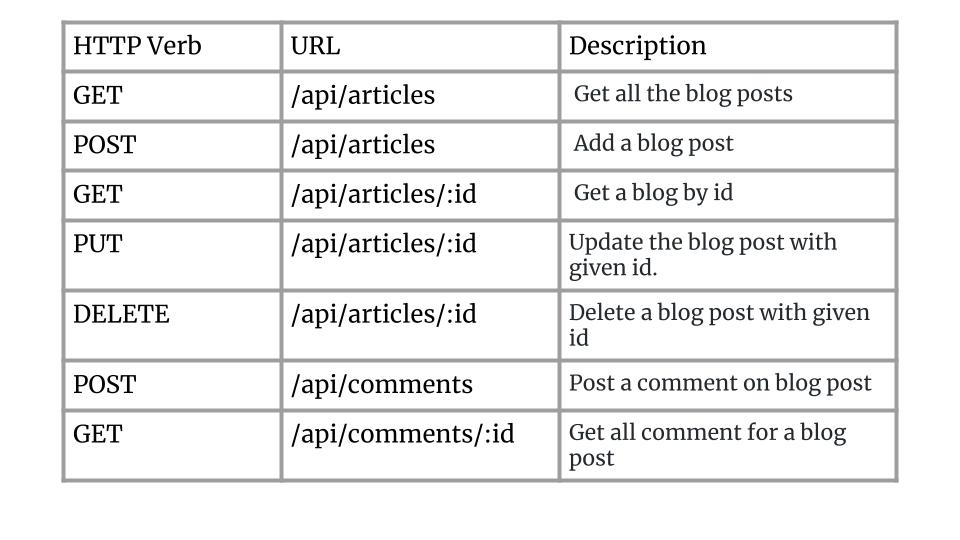 HTTP Verb URL Description
GET /api/articles Get all the blog posts
POST /api/articles Add a blog post
GET /api/articles/:id Get a blog by id
PUT /api/articles/:id Update the blog post with
given id.
DELETE /api/articles/:id Delete a blog post with given
id
POST /api/comments Post a comment on blog post
GET /api/comments/:id Get all comment for a blog
post